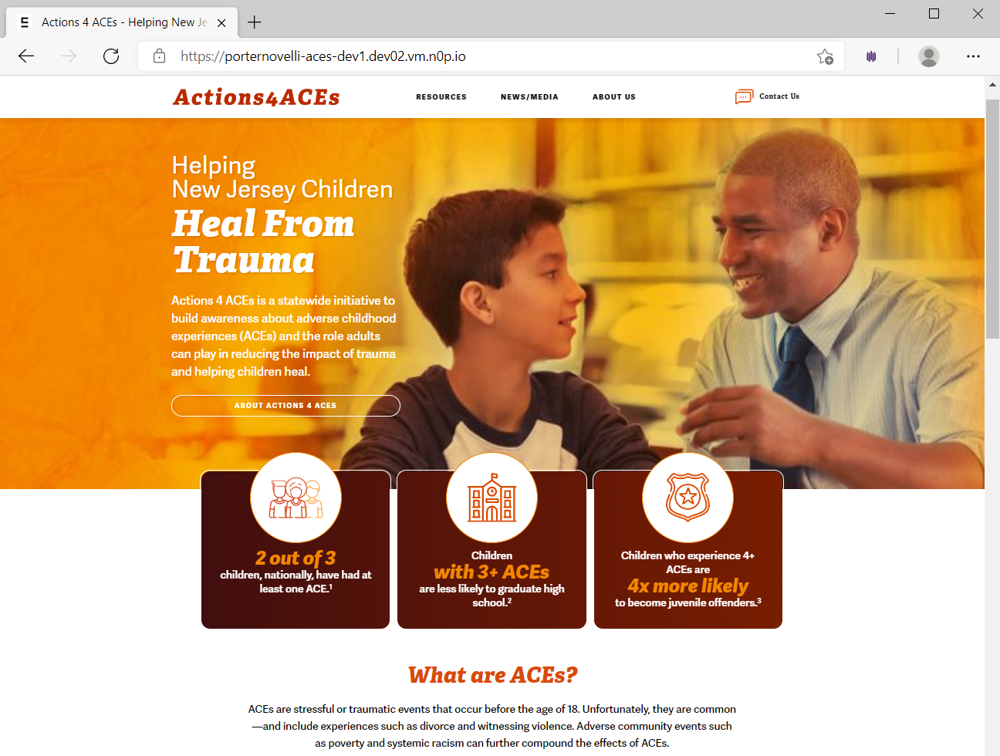 Actions 4 ACEs - Helping New Je
https://porternovelli-aces-dev1.dev02.vm.n0p.io
Actions4ACEs
RESOURCES
NEWS/MEDIA
ABOUT US
Contact Us
Helping
New Jersey Children
Heal From
Trauma
Actions 4 ACEs is a statewide initiative to
build awareness about adverse childhood
experiences (ACEs) and the role adults
can play in reducing the impact of trauma
and helping children heal.
ABOUT ACTIONS 4 ACES
2 out of 3
children, nationally, have had at
least one ACE.¹
Children
with 3+ ACEs
are less likely to graduate high
school.²
Children who experience 4+
ACEs are
4x more likely
to become juvenile offenders.³
What are ACEs?
ACEs are stressful or traumatic events that occur before the age of 18. Unfortunately, they are common
—and include experiences such as divorce and witnessing violence. Adverse community events such
as poverty and systemic racism can further compound the effects of ACEs.